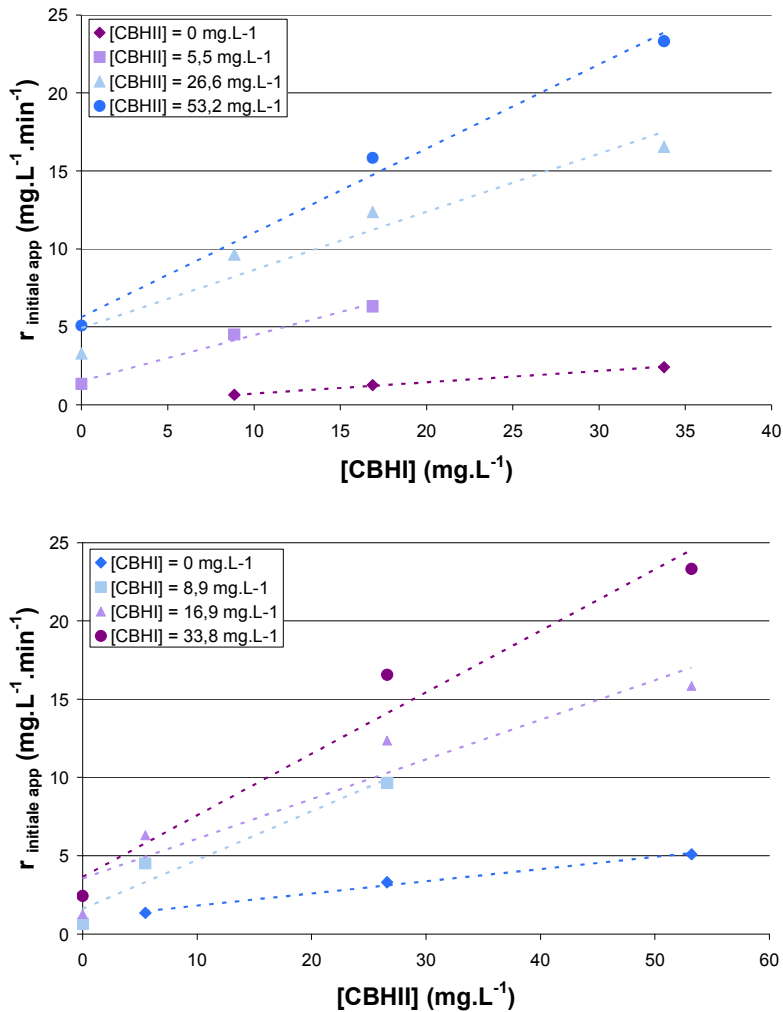 [CBHII] = 0 mg.L-1
[CBHII] = 5,5 mg.L-1
[CBHII] = 26,6 mg.L-1
[CBHII] = 53,2 mg.L-1
25
20
15
10
5
0
r initiale app (mg.L-1.min-1)
0 5 10 15 20 25 30 35 40
[CBHI] (mg.L-1)
[CBHI] = 0 mg.L-1
[CBHI] = 8,9 mg.L-1
[CBHI] = 16,9 mg.L-1
[CBHI] = 33,8 mg.L-1
25
20
15
10
5
0
r initiale app (mg.L-1.min-1)
0 10 20 30 40 50 60
[CBHII] (mg.L-1)